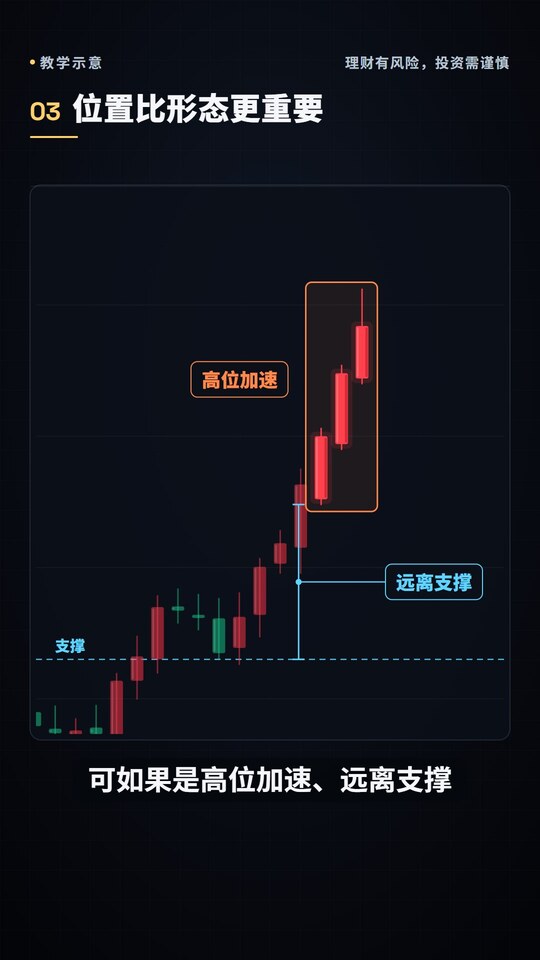 教学示意
理财有风险，投资需谨慎
03 位置比形态更重要
高位加速
远离支撑
支撑
可如果是高位加速、远离支撑